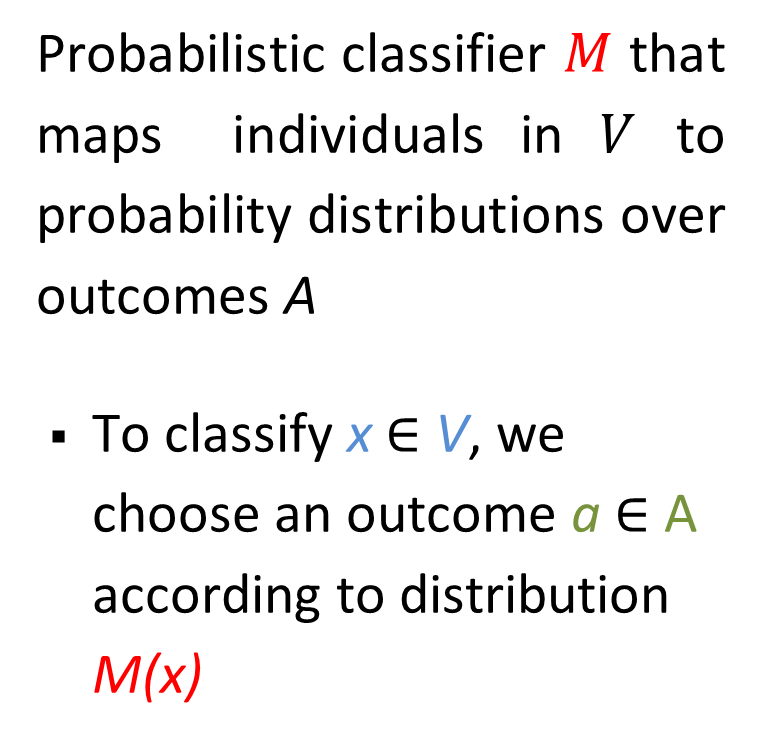 Probabilistic classifier M that
maps individuals in V to
probability distributions over
outcomes A
▪ To classify x ∈ V, we
choose an outcome a ∈ A
according to distribution
M(x)